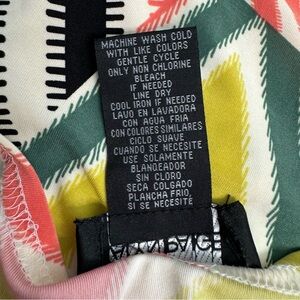 MACHINE WASH COLD
WITH LIKE COLORS
GENTLE CYCLE
ONLY NON CHLORINE
BLEACH
IF NEEDED
LINE DRY
COOL IRON IF NEEDED
LAVO EN LAVADORA
CON AGUA FRIA
CON COLORES SIMILARES
CICLO SUAVE
CUANDO SE NECESITE
USE SOLAMENTE
BLANGEADOR
SIN CLORO
SECA COLGADO
PLANCHA FRIO,
SI SE NECESITE